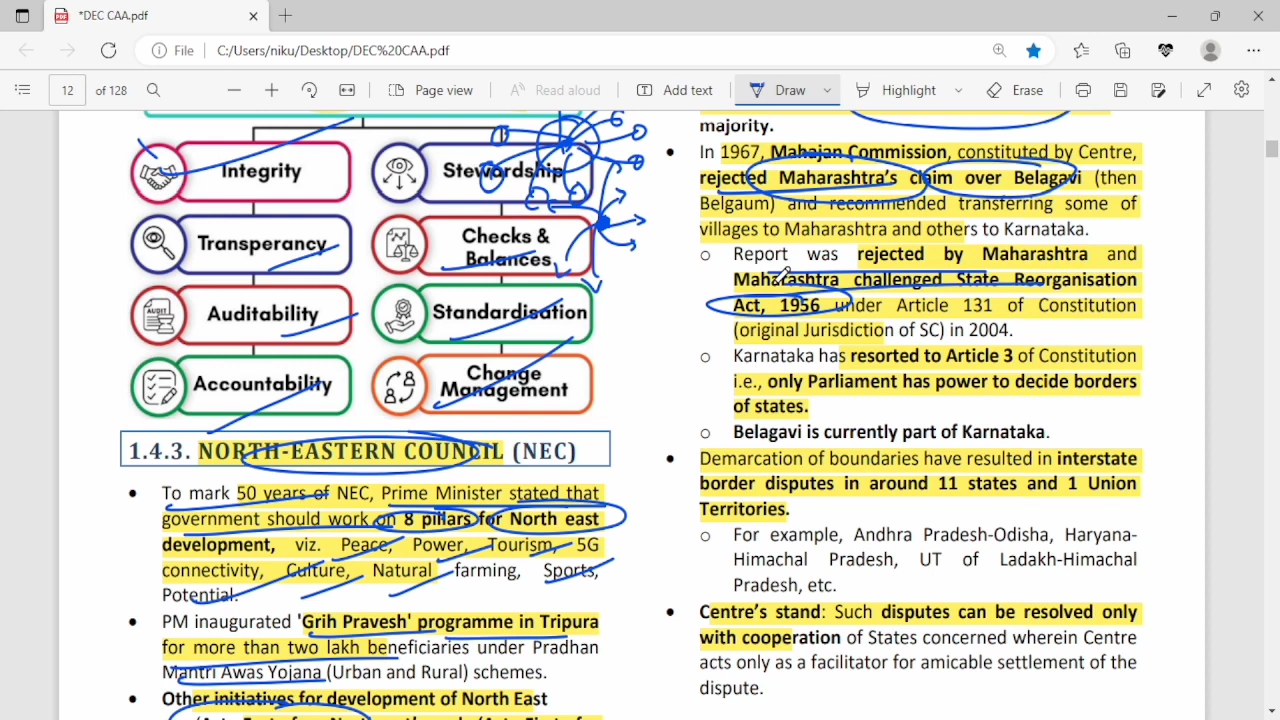 *DEC CAA.pdf
File
C:/Users/niku/Desktop/DEC%20CAA.pdf
12
of 128
Page view
Read aloud
Add text
Draw
Highlight
Erase
Integrity
Stewardship
Transperancy
Checks &
Balances
Auditability
Standardisation
Accountability
Change
Management
1.4.3. NORTH-EASTERN COUNCIL (NEC)
• To mark 50 years of NEC, Prime Minister stated that
government should work on 8 pillars for North east
development, viz. Peace, Power, Tourism, 5G
connectivity, Culture, Natural farming, Sports,
Potential.
• PM inaugurated 'Grih Pravesh' programme in Tripura
for more than two lakh beneficiaries under Pradhan
Mantri Awas Yojana (Urban and Rural) schemes.
• Other initiatives for development of North East
majority.
• In 1967, Mahajan Commission, constituted by Centre,
rejected Maharashtra's claim over Belagavi (then
Belgaum) and recommended transferring some of
villages to Maharashtra and others to Karnataka.
o Report was rejected by Maharashtra and
Maharashtra challenged State Reorganisation
Act, 1956 under Article 131 of Constitution
(original Jurisdiction of SC) in 2004.
o Karnataka has resorted to Article 3 of Constitution
i.e., only Parliament has power to decide borders
of states.
o Belagavi is currently part of Karnataka.
• Demarcation of boundaries have resulted in interstate
border disputes in around 11 states and 1 Union
Territories.
o For example, Andhra Pradesh-Odisha, Haryana-
Himachal Pradesh, UT of Ladakh-Himachal
Pradesh, etc.
• Centre's stand: Such disputes can be resolved only
with cooperation of States concerned wherein Centre
acts only as a facilitator for amicable settlement of the
dispute.